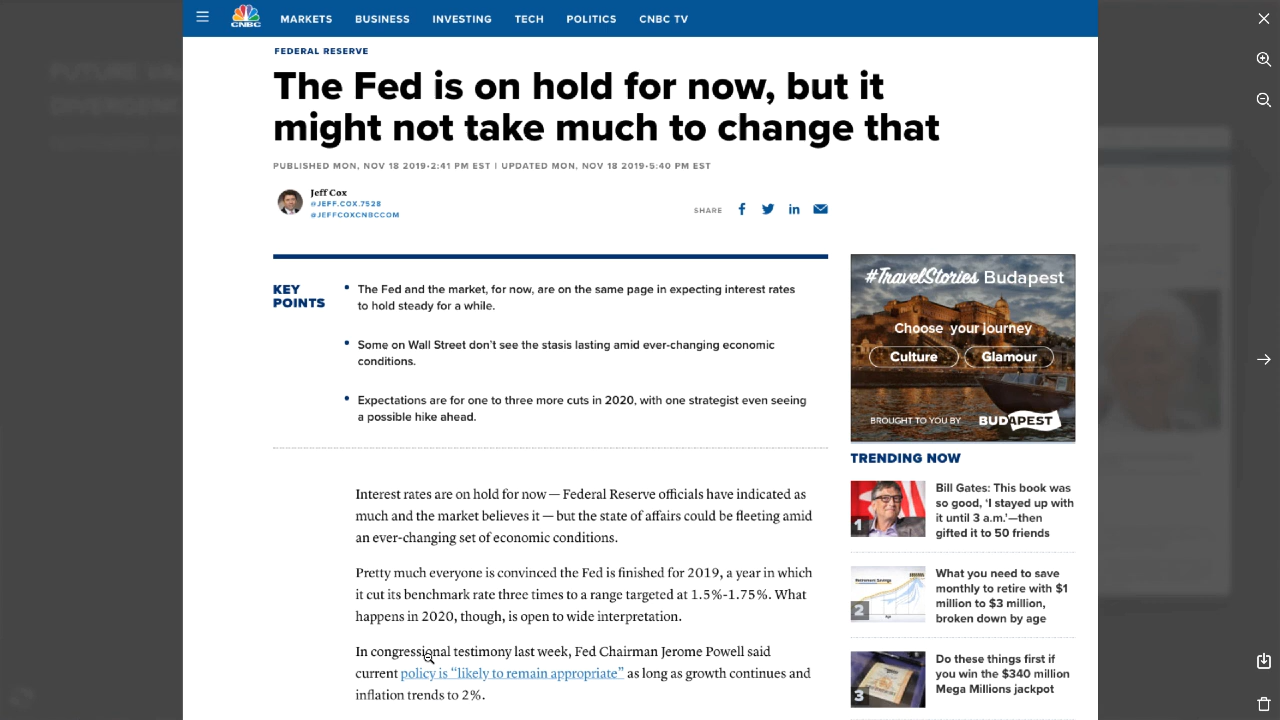 CNBC
MARKETS
BUSINESS
INVESTING
TECH
POLITICS
CNBC TV
FEDERAL RESERVE
The Fed is on hold for now, but it
might not take much to change that
PUBLISHED MON, NOV 18 2019•2:41 PM EST | UPDATED MON, NOV 18 2019•5:40 PM EST
Jeff Cox
@JEFF.COX.7528
@JEFFCOXCNBCCOM
SHARE
KEY
POINTS
• The Fed and the market, for now, are on the same page in expecting interest rates
to hold steady for a while.
• Some on Wall Street don’t see the stasis lasting amid ever-changing economic
conditions.
• Expectations are for one to three more cuts in 2020, with one strategist even seeing
a possible hike ahead.
Interest rates are on hold for now — Federal Reserve officials have indicated as
much and the market believes it — but the state of affairs could be fleeting amid
an ever-changing set of economic conditions.
Pretty much everyone is convinced the Fed is finished for 2019, a year in which
it cut its benchmark rate three times to a range targeted at 1.5%-1.75%. What
happens in 2020, though, is open to wide interpretation.
In congressional testimony last week, Fed Chairman Jerome Powell said
current policy is “likely to remain appropriate” as long as growth continues and
inflation trends to 2%.
#TravelStories Budapest
Choose your journey
Culture
Glamour
BROUGHT TO YOU BY
BUDAPEST
TRENDING NOW
1
Bill Gates: This book was
so good, ‘I stayed up with
it until 3 a.m.’—then
gifted it to 50 friends
Retirement Savings
2
What you need to save
monthly to retire with $1
million to $3 million,
broken down by age
3
Do these things first if
you win the $340 million
Mega Millions jackpot